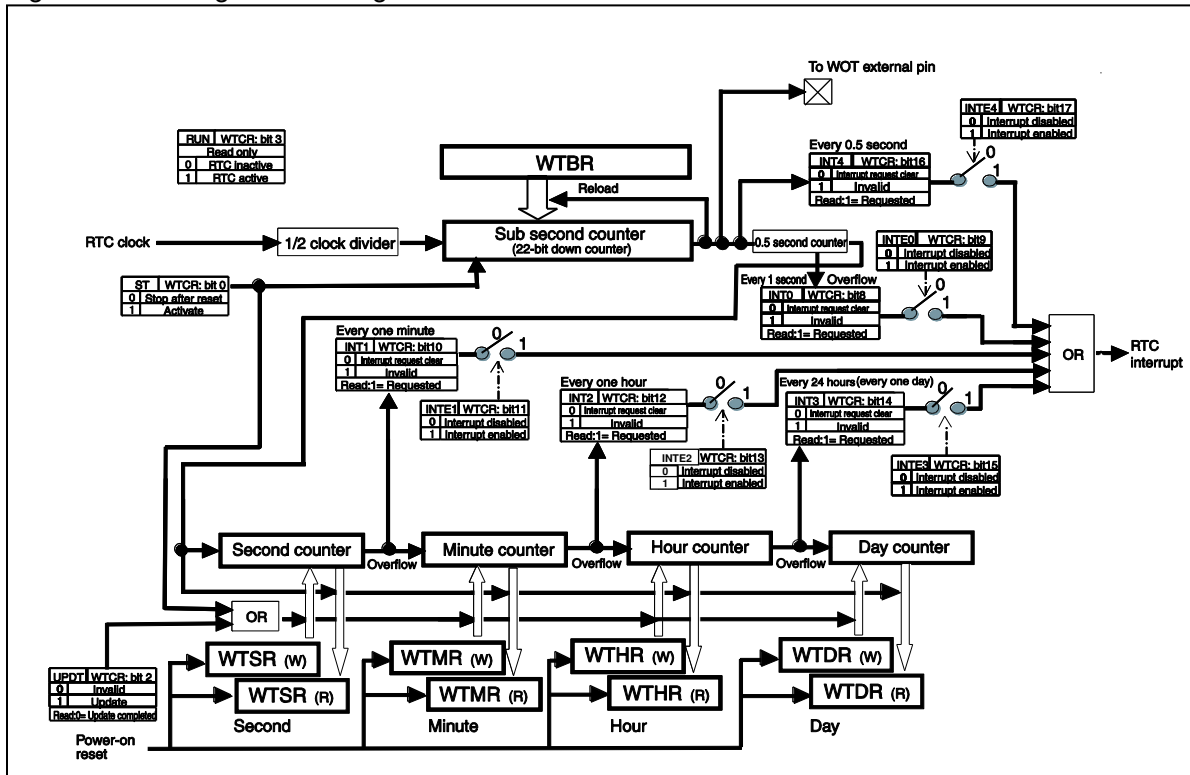 To WOT external pin
INTE4 WTCR: bit17
0 Interrupt disabled
1 Interrupt enabled
0
1
RUN WTCR: bit 3
Read only
0 RTC inactive
1 RTC active
Every 0.5 second
INT4 WTCR: bit16
0 Interrupt request clear
1 Invalid
Read:1= Requested
WTBR
Reload
RTC clock
1/2 clock divider
Sub second counter
(22-bit down counter)
0.5 second counter
INTE0 WTCR: bit9
0 Interrupt disabled
1 Interrupt enabled
0
1
ST WTCR: bit 0
0 Stop after reset
1 Activate
Every 1 second
Overflow
INT0 WTCR: bit8
0 Interrupt request clear
1 Invalid
Read:1= Requested
Every one minute
INT1 WTCR: bit10
0 Interrupt request clear
1 Invalid
Read:1= Requested
0
1
INTE1 WTCR: bit11
0 Interrupt disabled
1 Interrupt enabled
OR
RTC
interrupt
Every one hour
INT2 WTCR: bit12
0 Interrupt request clear
1 Invalid
Read:1= Requested
0
1
INTE2 WTCR: bit13
0 Interrupt disabled
1 Interrupt enabled
Every 24 hours (every one day)
INT3 WTCR: bit14
0 Interrupt request clear
1 Invalid
Read:1= Requested
0
1
INTE3 WTCR: bit15
0 Interrupt disabled
1 Interrupt enabled
Second counter
Overflow
Minute counter
Overflow
Hour counter
Overflow
Day counter
OR
WTSR (W)
WTMR (W)
WTHR (W)
WTDR (W)
UPDT WTCR: bit 2
0 Invalid
1 Update
Read:0= Update completed
WTSR (R)
WTMR (R)
WTHR (R)
WTDR (R)
Second
Minute
Hour
Day
Power-on
reset